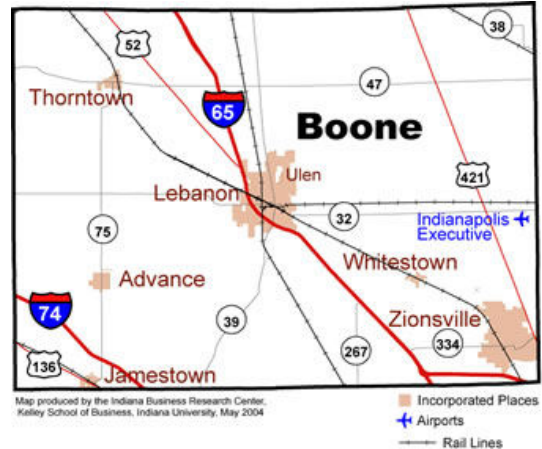 52
38
Thorntown
47
65
Boone
Ulen
421
Lebanon
32
Indianapolis
Executive
75
Whitestown
Advance
74
Zionsville
39
334
267
136
Jamestown
Map produced by the Indiana Business Research Center,
Kelley School of Business, Indiana University, May 2004
Incorporated Places
Airports
Rail Lines